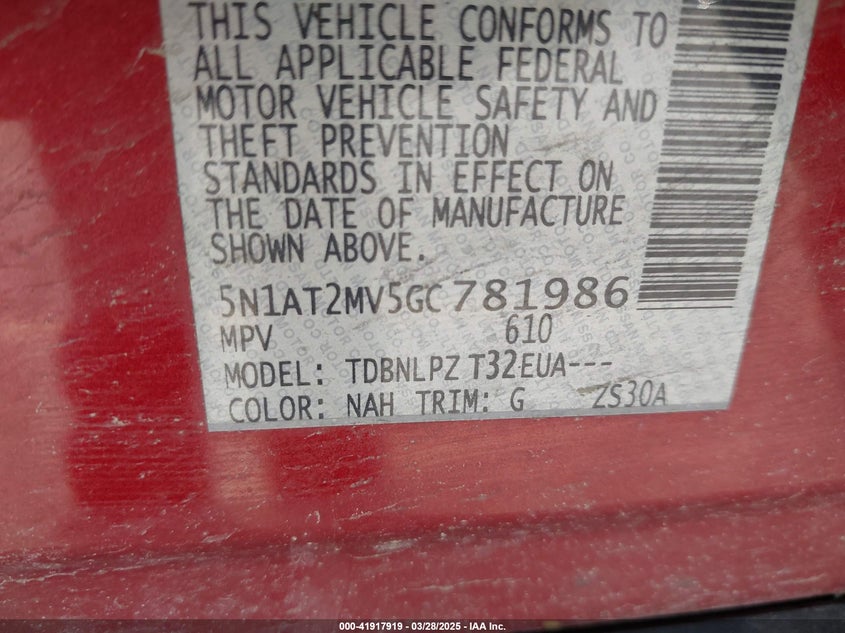 THIS VEHICLE CONFORMS TO
ALL APPLICABLE FEDERAL
MOTOR VEHICLE SAFETY AND
THEFT PREVENTION
STANDARDS IN EFFECT ON
THE DATE OF MANUFACTURE
SHOWN ABOVE.
5N1AT2MV5GC781986
MPV 610
MODEL: TDBNLPZ T32EUA---
COLOR: NAH TRIM: G ZS30A
000-41917919 | 03/28/2025 - IAA Inc.